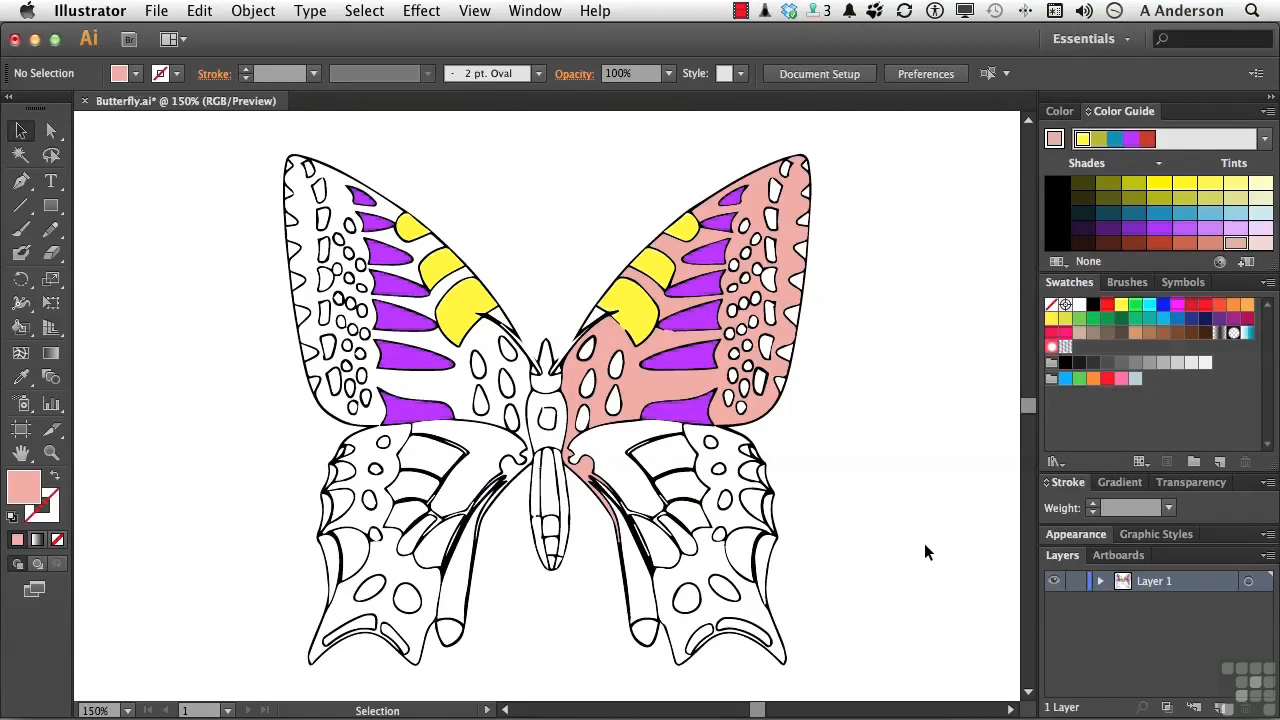 Illustrator File Edit Object Type Select Effect View Window Help 3 A Anderson
Ai Br Essentials
No Selection Stroke: 2 pt. Oval Opacity: 100% Style: Document Setup Preferences
Butterfly.ai* @ 150% (RGB/Preview)
Color Color Guide
Shades Tints
None
Swatches Brushes Symbols
Stroke Gradient Transparency
Weight:
Appearance Graphic Styles
Layers Artboards
Layer 1
1 Layer
150% 1 Selection